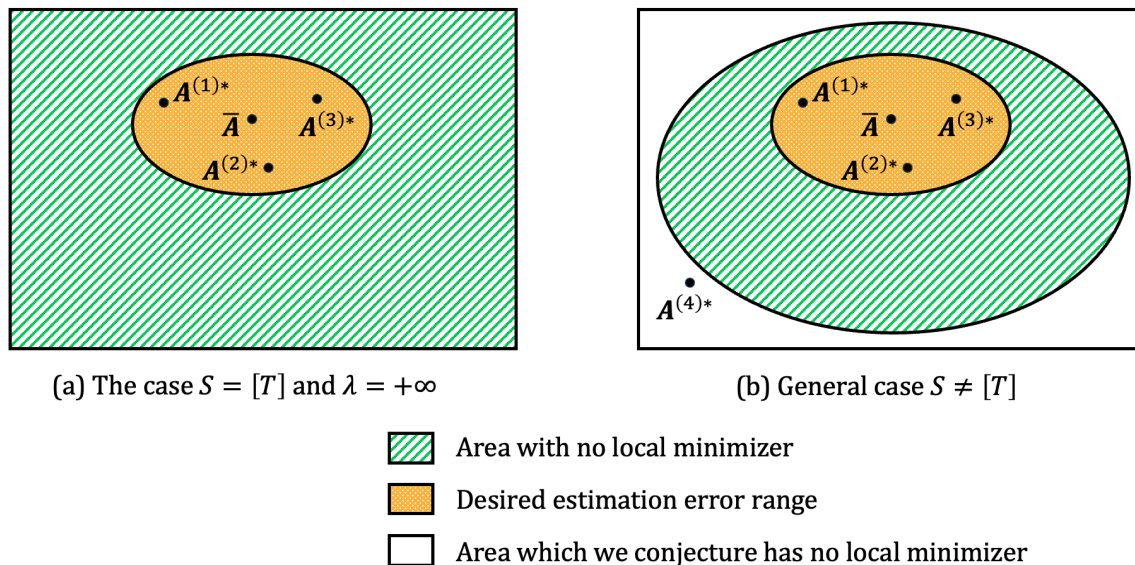 𝑨⁽¹⁾* 𝑨⁽³⁾*
𝑨̅
𝑨⁽²⁾*
(a) The case 𝑆 = [𝑇] and 𝜆 = +∞
𝑨⁽¹⁾* 𝑨⁽³⁾*
𝑨̅
𝑨⁽²⁾*
𝑨⁽⁴⁾*
(b) General case 𝑆 ≠ [𝑇]
Area with no local minimizer
Desired estimation error range
Area which we conjecture has no local minimizer